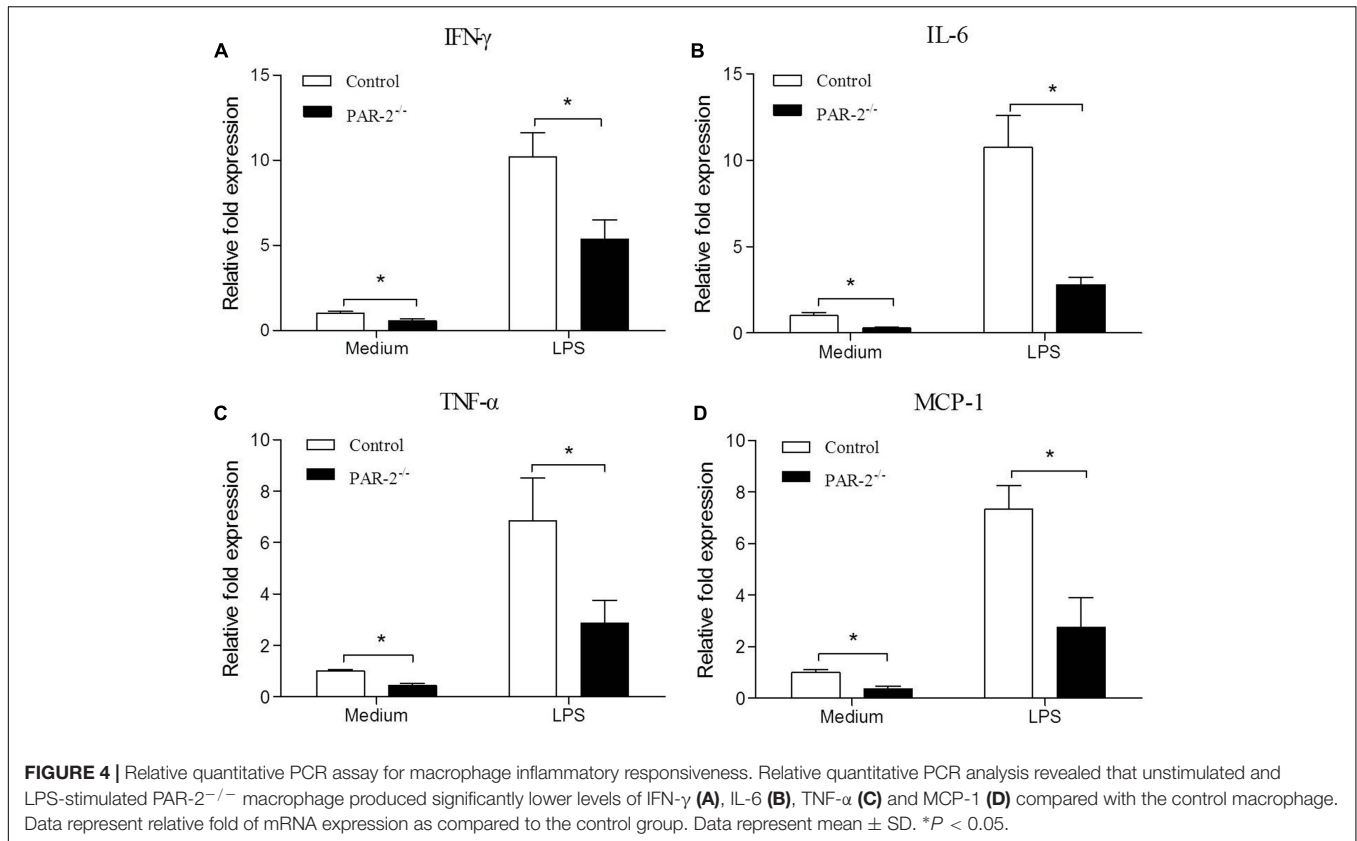 A
IFN-γ
Control
PAR-2-/-
Relative fold expression
15
10
5
0
*
*
Medium
LPS
B
IL-6
Control
PAR-2-/-
Relative fold expression
15
10
5
0
*
*
Medium
LPS
C
TNF-α
Control
PAR-2-/-
Relative fold expression
10
8
6
4
2
0
*
*
Medium
LPS
D
MCP-1
Control
PAR-2-/-
Relative fold expression
10
8
6
4
2
0
*
*
Medium
LPS
FIGURE 4 | Relative quantitative PCR assay for macrophage inflammatory responsiveness. Relative quantitative PCR analysis revealed that unstimulated and
LPS-stimulated PAR-2−/− macrophage produced significantly lower levels of IFN-γ (A), IL-6 (B), TNF-α (C) and MCP-1 (D) compared with the control macrophage.
Data represent relative fold of mRNA expression as compared to the control group. Data represent mean ± SD. *P < 0.05.